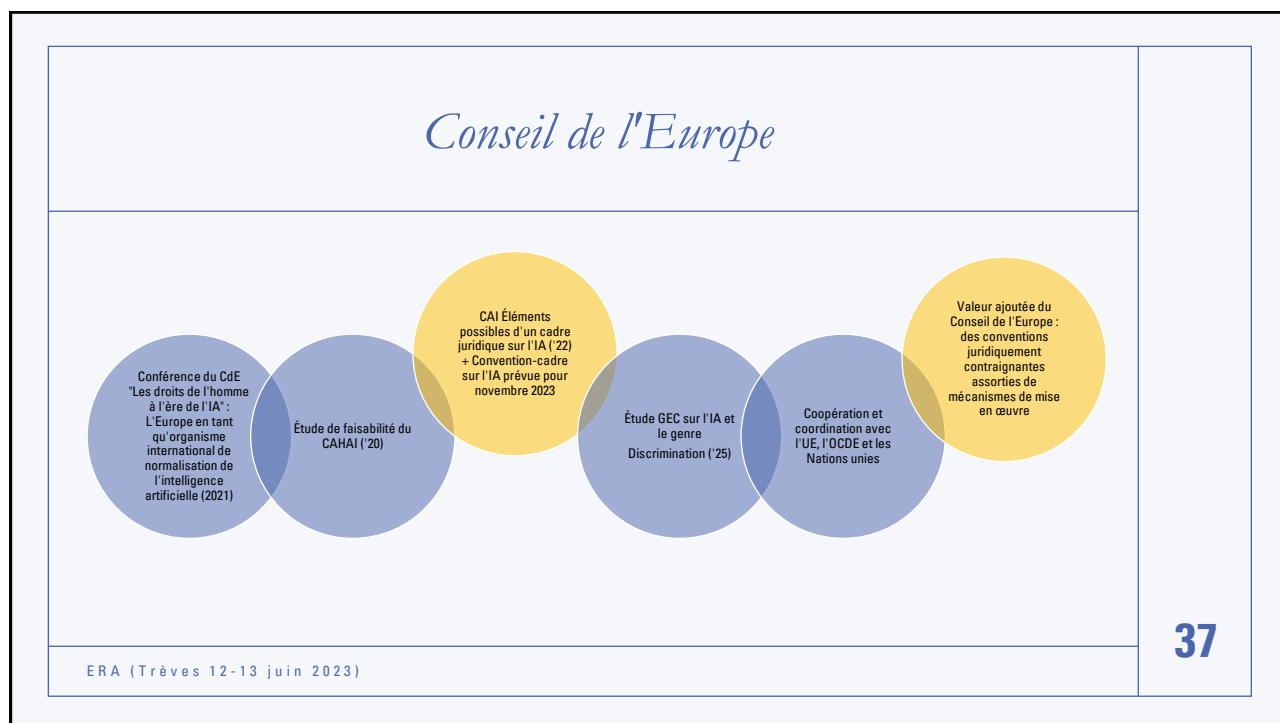 Conseil de l'Europe
Conférence du CdE
"Les droits de l'homme
à l'ère de l'IA" :
L'Europe en tant
qu'organisme
international de
normalisation de
l'intelligence
artificielle (2021)
Étude de faisabilité du
CAHAI ('20)
CAI Éléments
possibles d'un cadre
juridique sur l'IA ('22)
+ Convention-cadre
sur l'IA prévue pour
novembre 2023
Étude GEC sur l'IA et
le genre
Discrimination ('25)
Coopération et
coordination avec
l'UE, l'OCDE et les
Nations unies
Valeur ajoutée du
Conseil de l'Europe :
des conventions
juridiquement
contraignantes
assorties de
mécanismes de mise
en œuvre
ERA (Trèves 12-13 juin 2023)
37